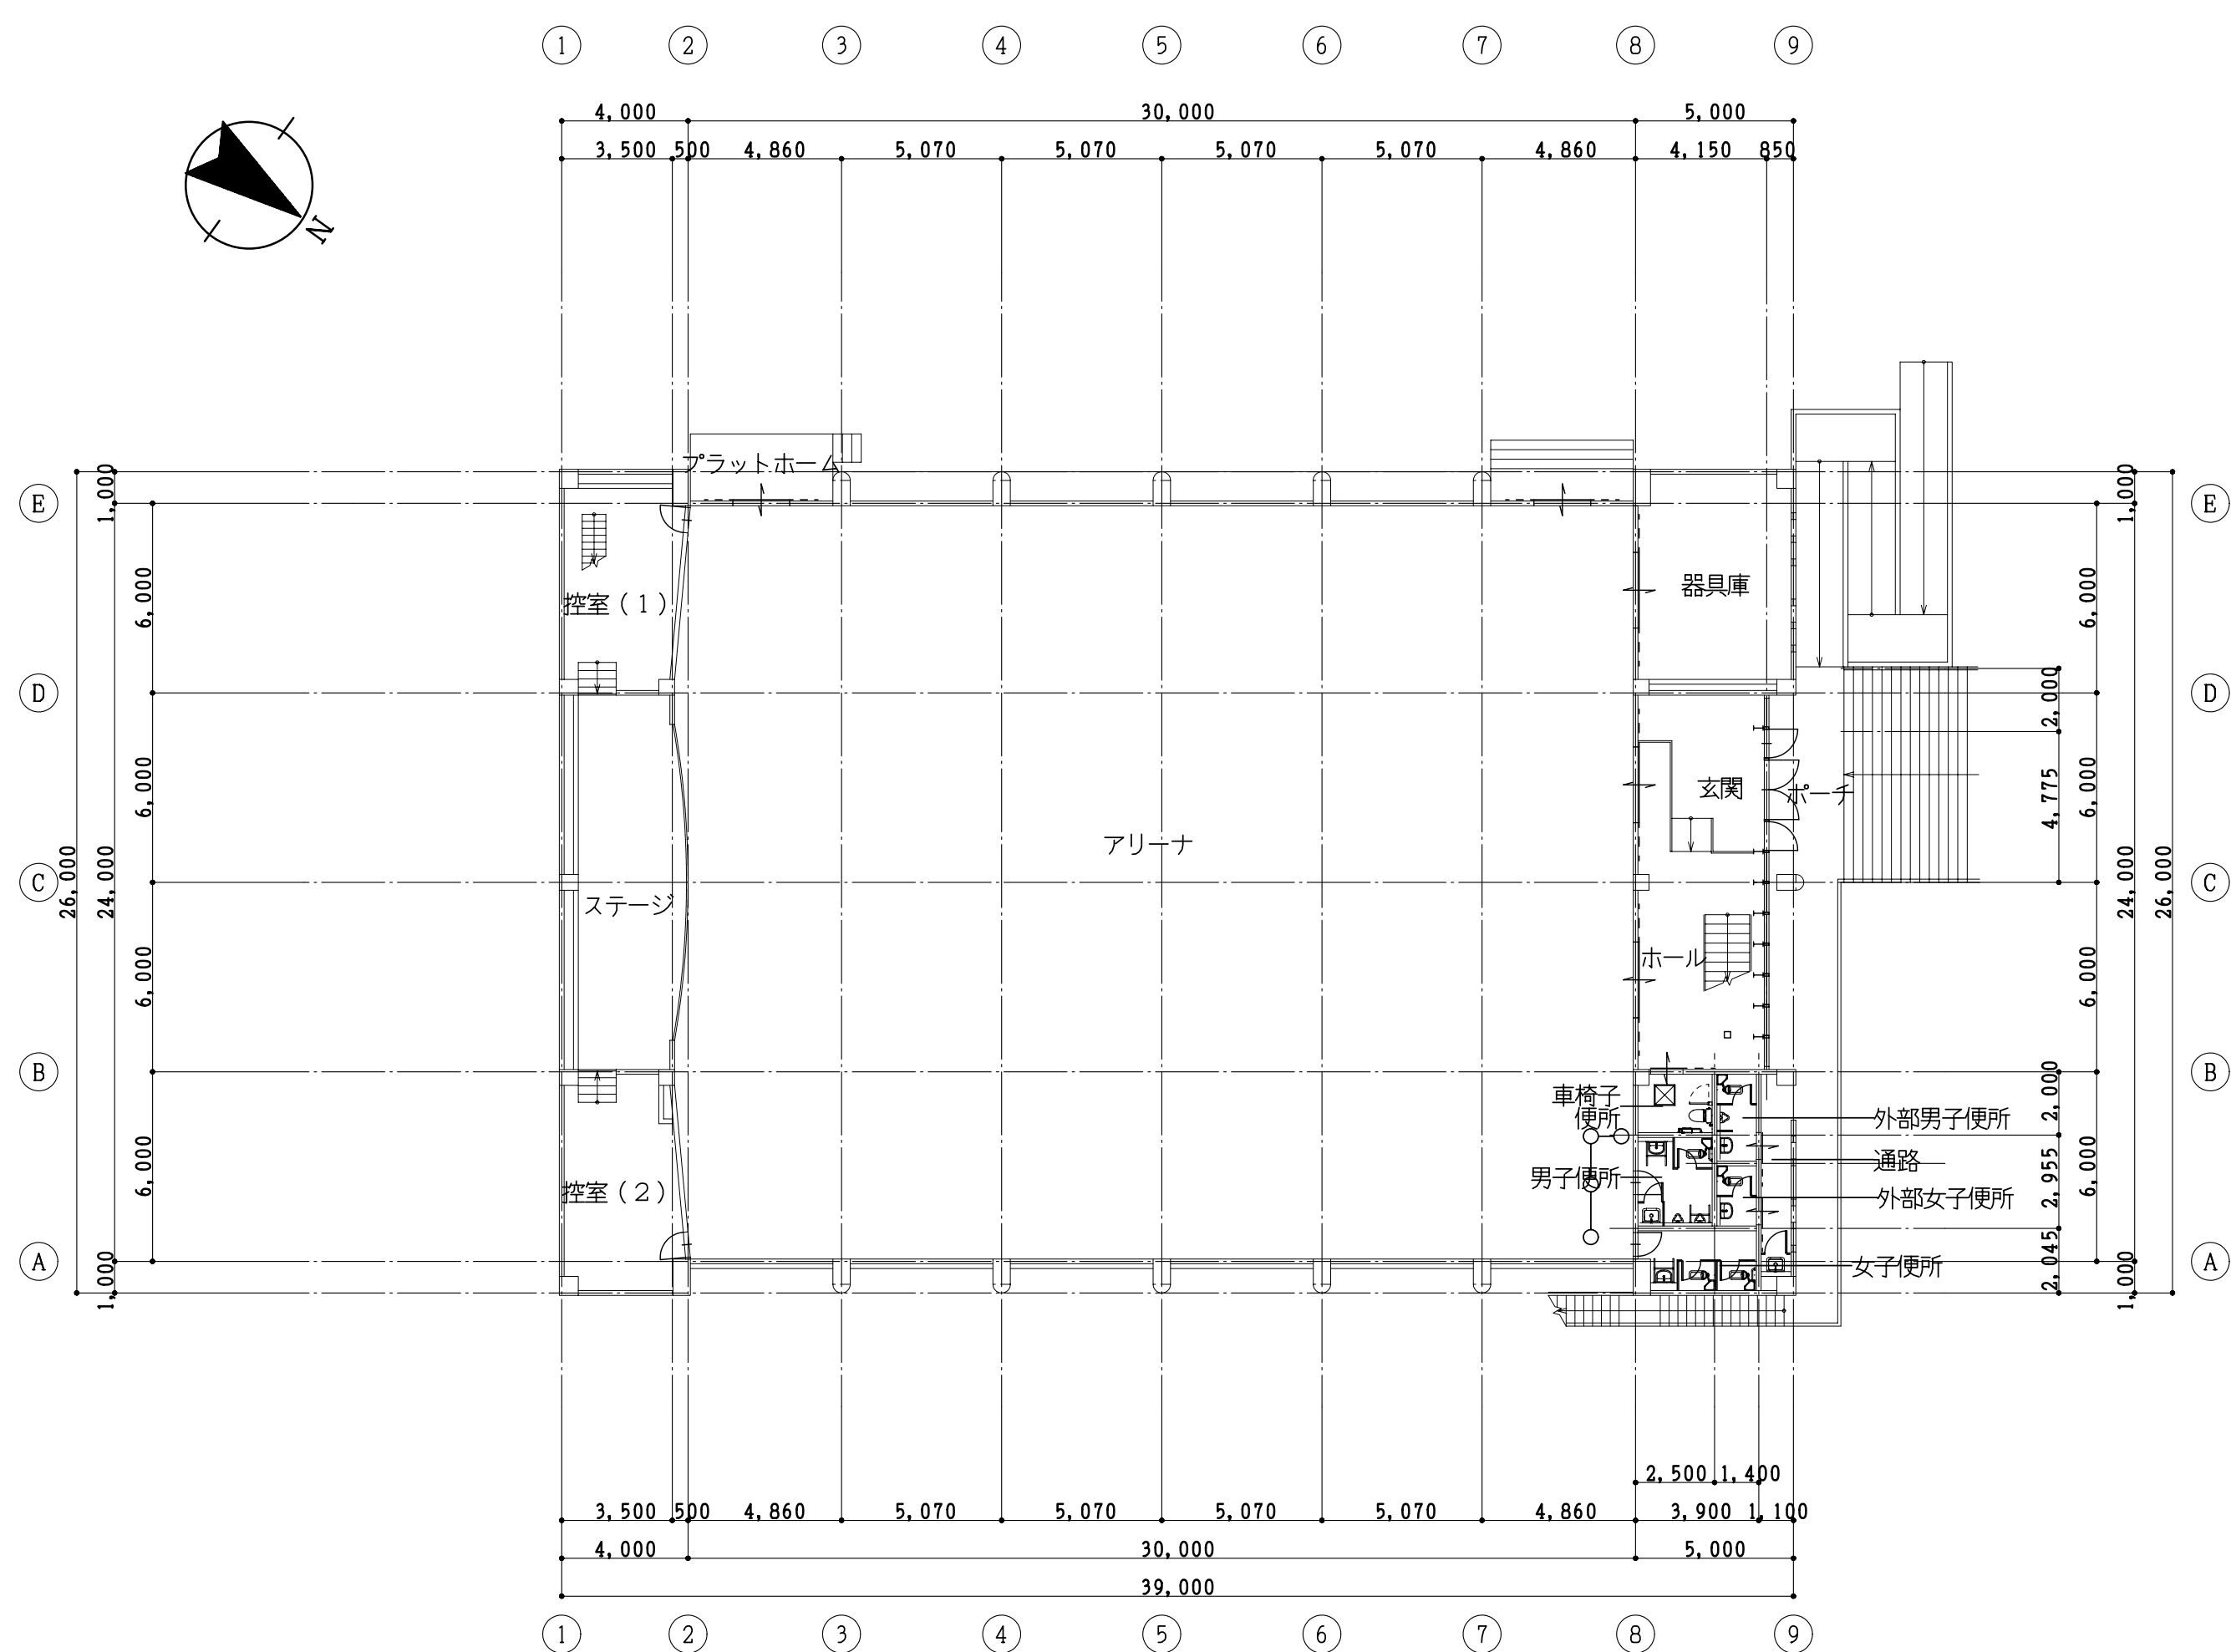 1 2 3 4 5 6 7 8 9
4,000 30,000 5,000
3,500 500 4,860 5,070 5,070 5,070 5,070 4,860 4,150 850
N
プラットホーム
E 1,000 1,000 E
6,000 6,000
控室(1) 器具庫
D D
2,000
6,000 玄関 ポーチ 4,775 6,000
アリーナ
26,000 24,000 24,000 26,000
C C
ステージ
6,000 ホール 6,000
B B
車椅子
便所
外部男子便所 2,000
通路
男子便所
6,000 控室(2) 外部女子便所 2,955 6,000
A 女子便所 2,045 A
1,000 1,000
2,500 1,400
3,500 500 4,860 5,070 5,070 5,070 5,070 4,860 3,900 1,100
4,000 30,000 5,000
39,000
1 2 3 4 5 6 7 8 9